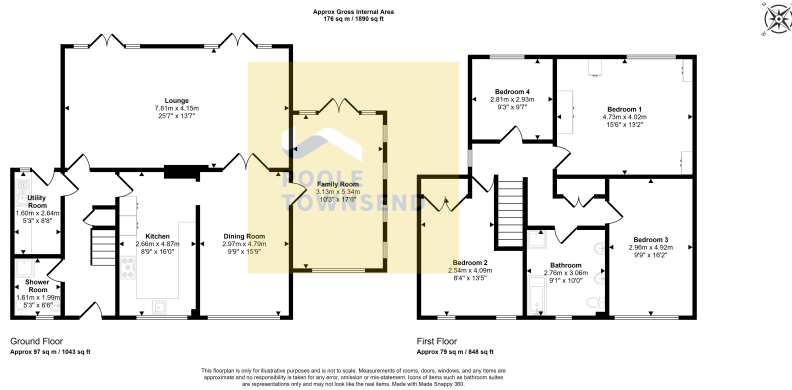 Approx Gross Internal Area
176 sq m / 1890 sq ft
Lounge
7.81m x 4.15m
25'7" x 13'7"
Utility
Room
1.60m x 2.64m
5'3" x 8'8"
Shower
Room
1.61m x 1.99m
5'3" x 6'6"
Kitchen
2.66m x 4.87m
8'9" x 16'0"
Dining Room
2.97m x 4.79m
9'9" x 15'9"
Family Room
3.13m x 5.34m
10'3" x 17'6"
POOLE
TOWNSEND
Ground Floor
Approx 97 sq m / 1043 sq ft
Bedroom 4
2.81m x 2.93m
9'3" x 9'7"
Bedroom 1
4.73m x 4.02m
15'6" x 13'2"
Bedroom 2
2.54m x 4.09m
8'4" x 13'5"
Bathroom
2.76m x 3.06m
9'1" x 10'0"
Bedroom 3
2.96m x 4.92m
9'9" x 16'2"
First Floor
Approx 79 sq m / 848 sq ft
This floorplan is only for illustrative purposes and is not to scale. Measurements of rooms, doors, windows, and any items are
approximate and no responsibility is taken for any error, omission or mis-statement. Icons of items such as bathroom suites
are representations only and may not look like the real items. Made with Made Snappy 360.